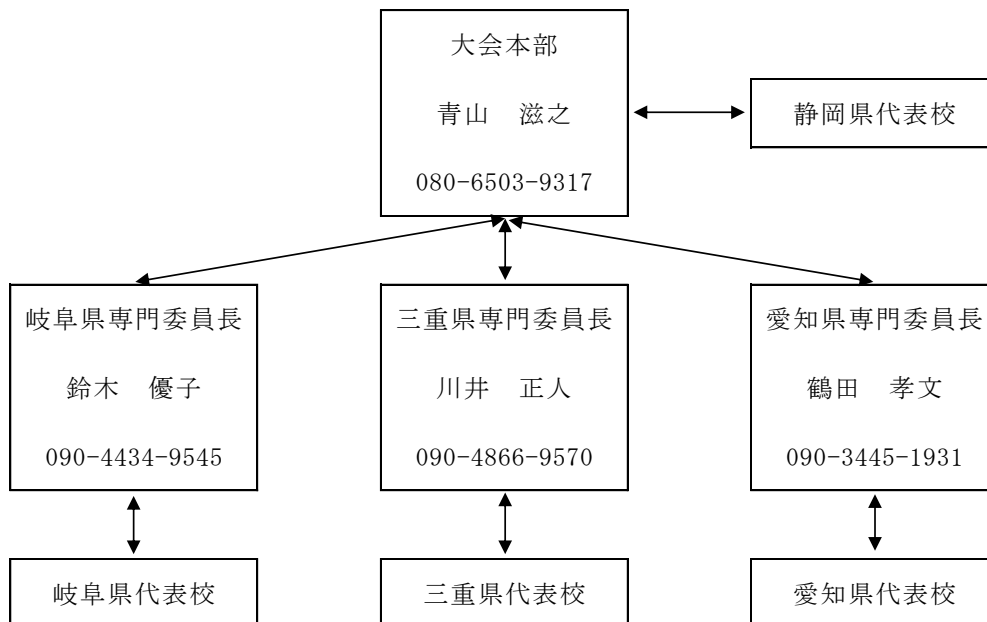 大会本部
青山　滋之
080-6503-9317
静岡県代表校
岐阜県専門委員長
鈴木　優子
090-4434-9545
三重県専門委員長
川井　正人
090-4866-9570
愛知県専門委員長
鶴田　孝文
090-3445-1931
岐阜県代表校
三重県代表校
愛知県代表校